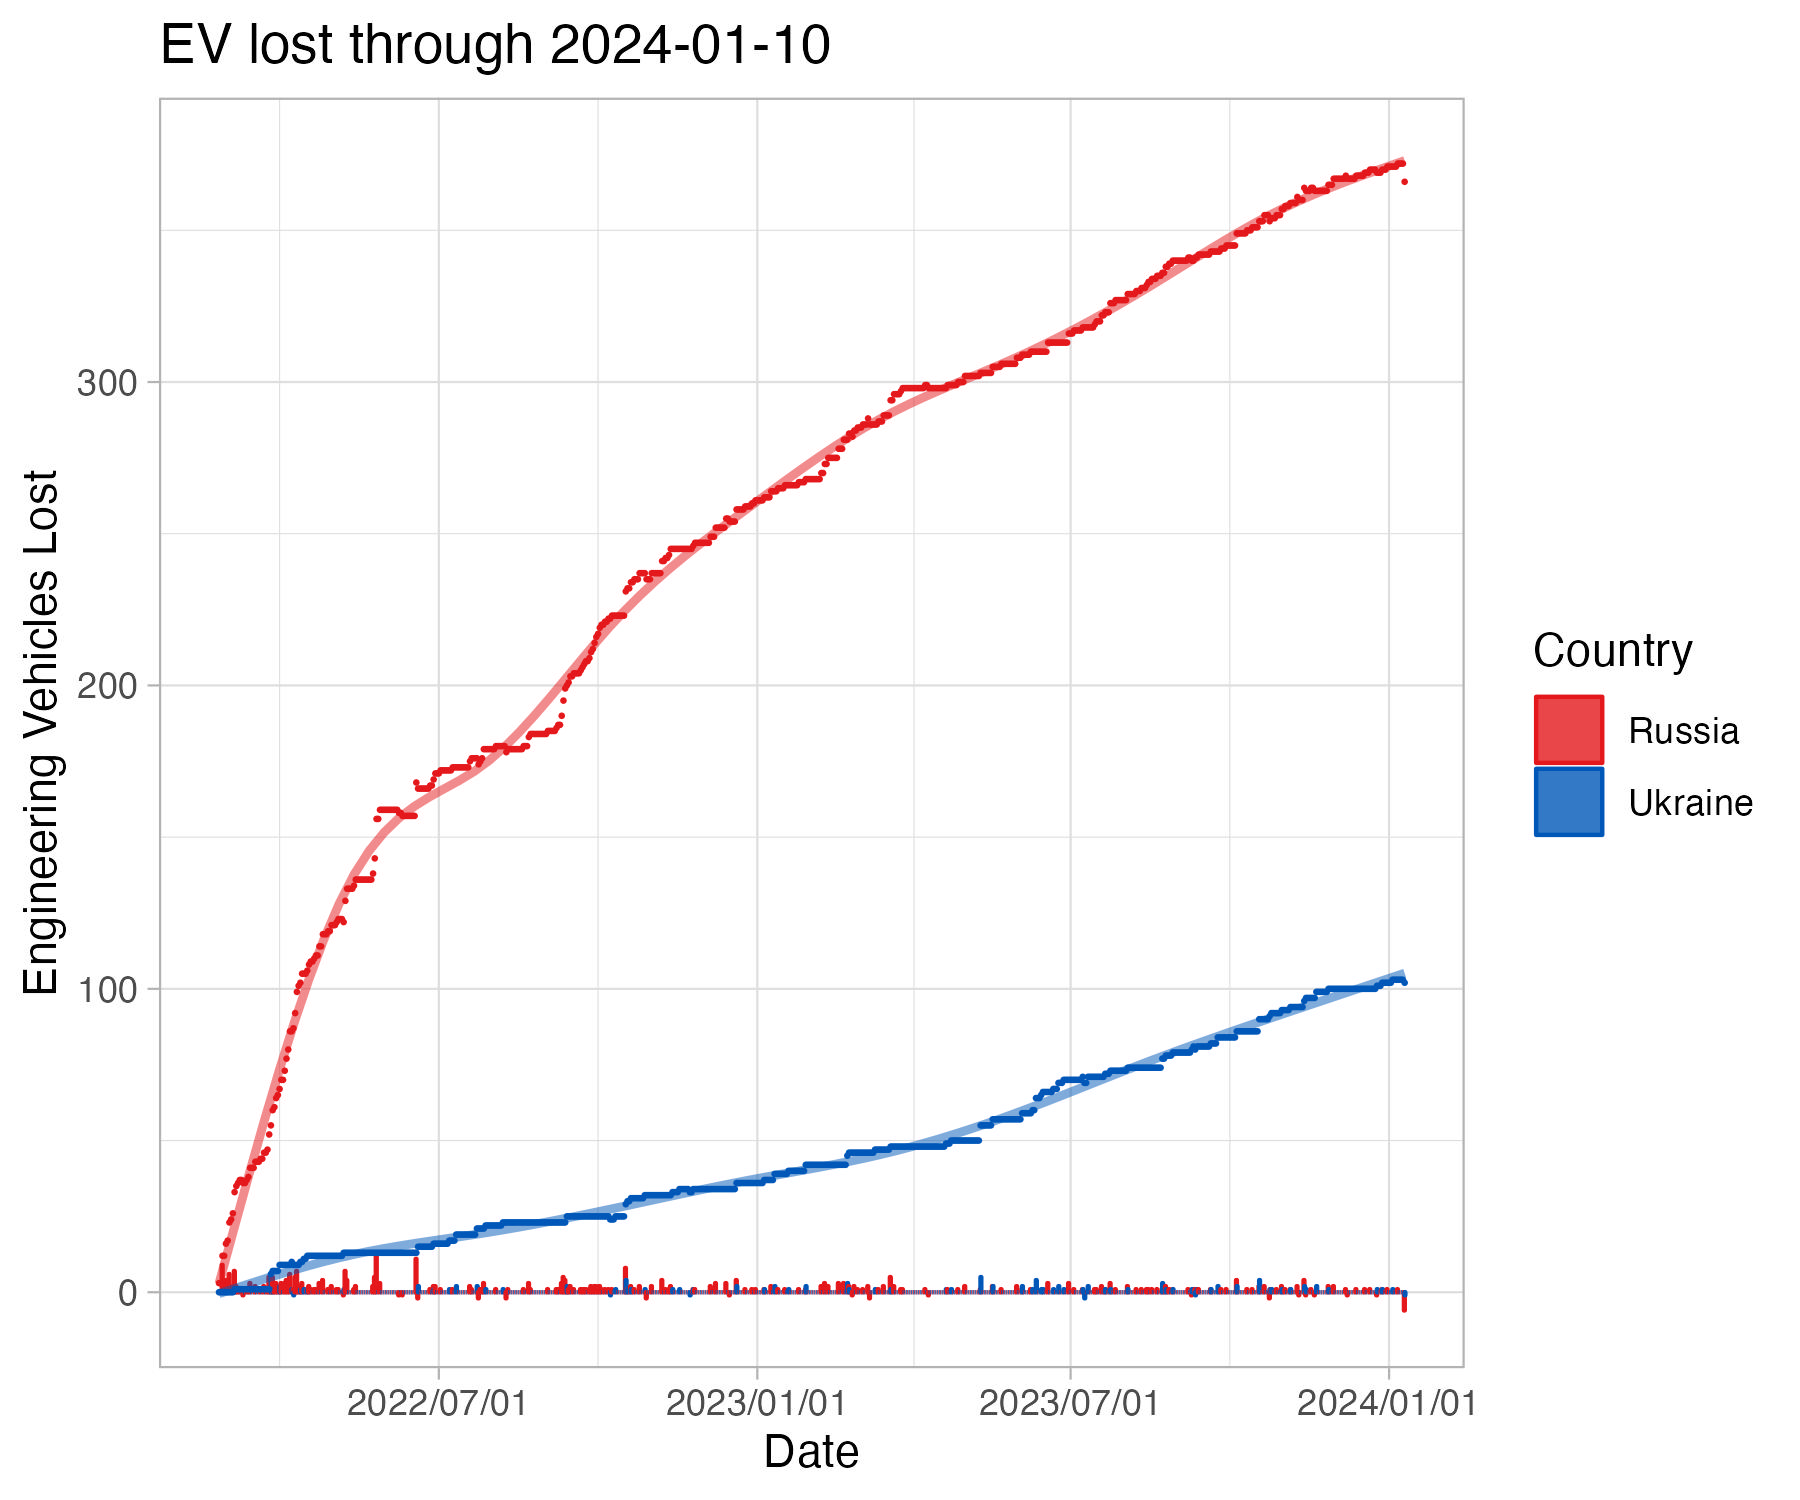 EV lost through 2024-01-10
Engineering Vehicles Lost
300
200
100
0
2022/07/01
2023/01/01
2023/07/01
2024/01/01
Date
Country
Russia
Ukraine